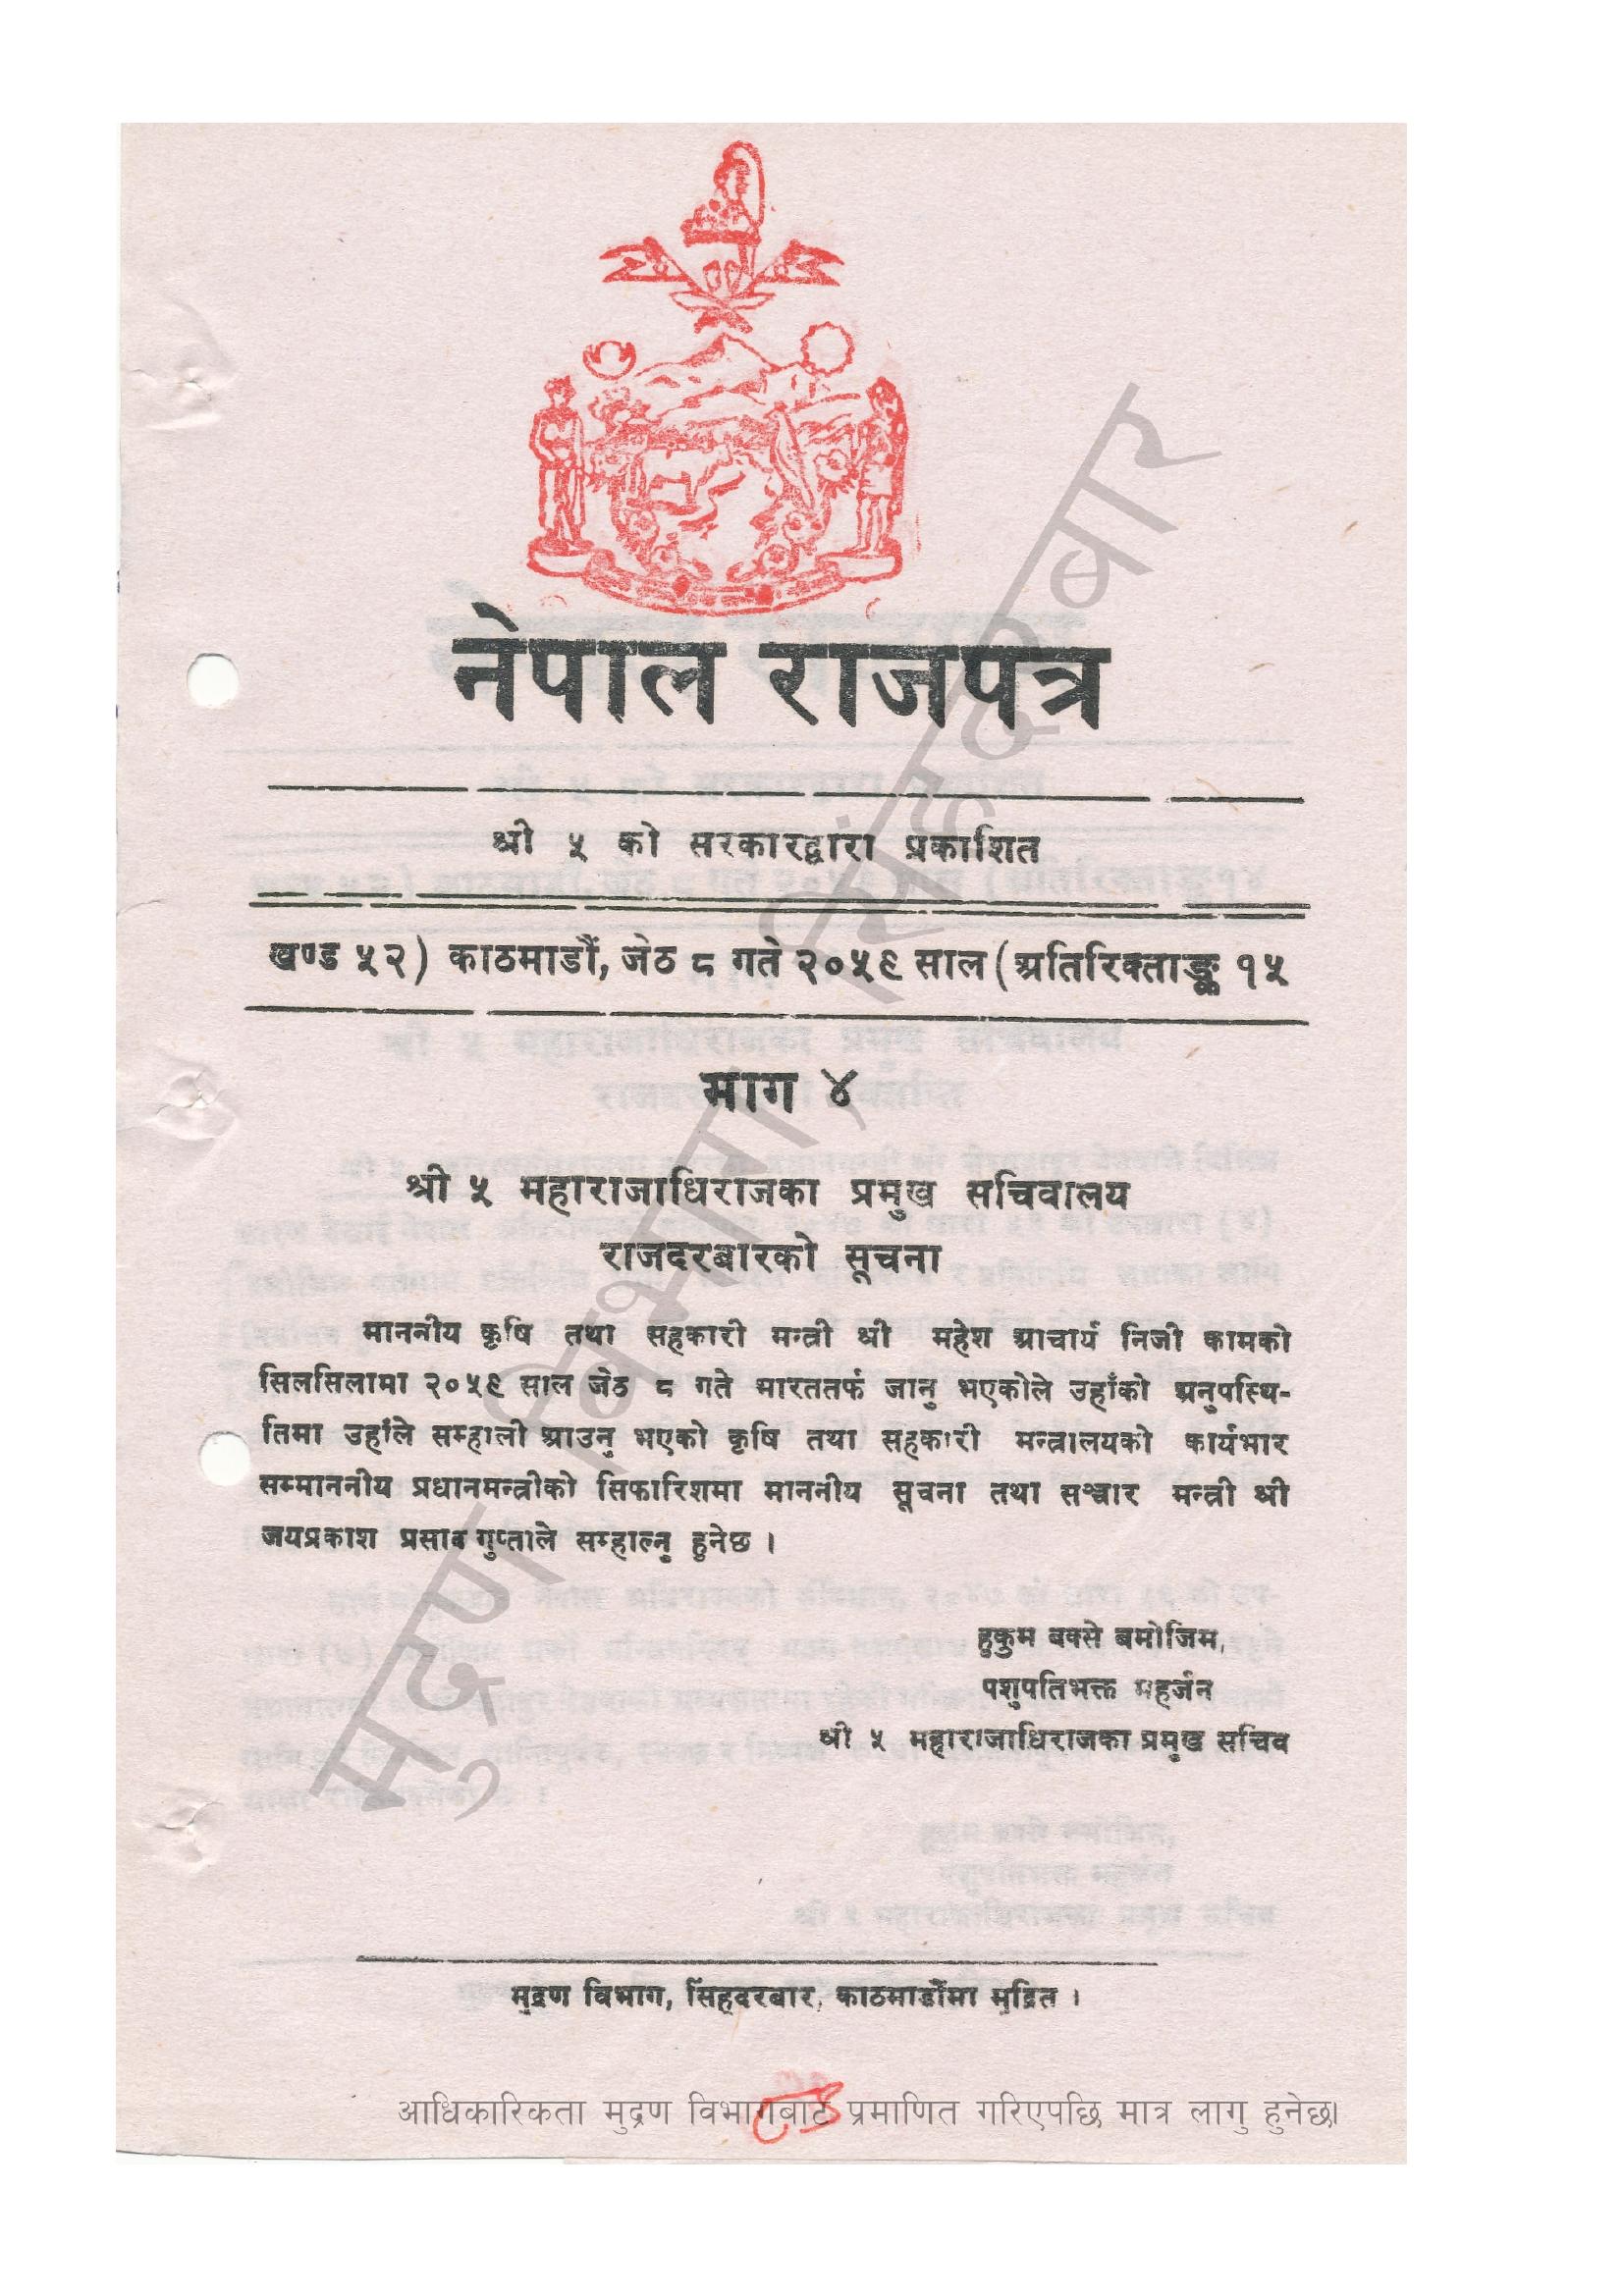 नेपाल राजपत्र
श्री ५ को सरकारद्वारा प्रकाशित
खण्ड ५२) काठमाडौं, जेठ ८ गते २०५९ साल (अतिरिक्ताङ्क १५
भाग ४
श्री ५ महाराजाधिराजका प्रमुख सचिवालय
राजदरबारको सूचना
माननीय कृषि तथा सहकारी मन्त्री श्री महेश आचार्य निजी कामको
सिलसिलामा २०५९ साल जेठ ८ गते भारततर्फ जानु भएकोले उहाँको अनुपस्थि-
तिमा उहाँले सम्हाली आउनु भएको कृषि तथा सहकारी मन्त्रालयको कार्यभार
सम्माननीय प्रधानमन्त्रीको सिफारिशमा माननीय सूचना तथा सञ्चार मन्त्री श्री
जयप्रकाश प्रसाद गुप्ताले सम्हाल्नु हुनेछ ।
हुकुम बक्से बमोजिम,
पशुपतिभक्त महर्जन
श्री ५ महाराजाधिराजका प्रमुख सचिव
मुद्रण विभाग, सिंहदरबार, काठमाडौंमा मुद्रित ।
आधिकारिकता मुद्रण विभागबाट प्रमाणित गरिएपछि मात्र लागु हुनेछ।
मुद्रण विभाग, सिंहदरबार